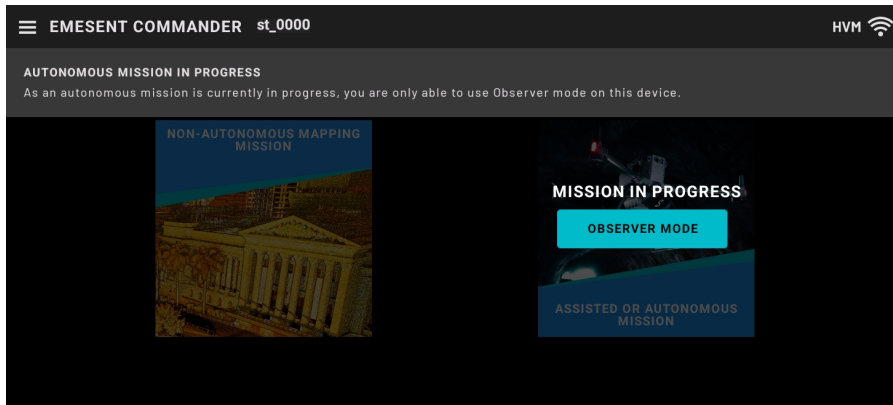 EMESENT COMMANDER st_0000 HVM
AUTONOMOUS MISSION IN PROGRESS
As an autonomous mission is currently in progress, you are only able to use Observer mode on this device.
NON-AUTONOMOUS MAPPING
MISSION
MISSION IN PROGRESS
OBSERVER MODE
ASSISTED OR AUTONOMOUS
MISSION